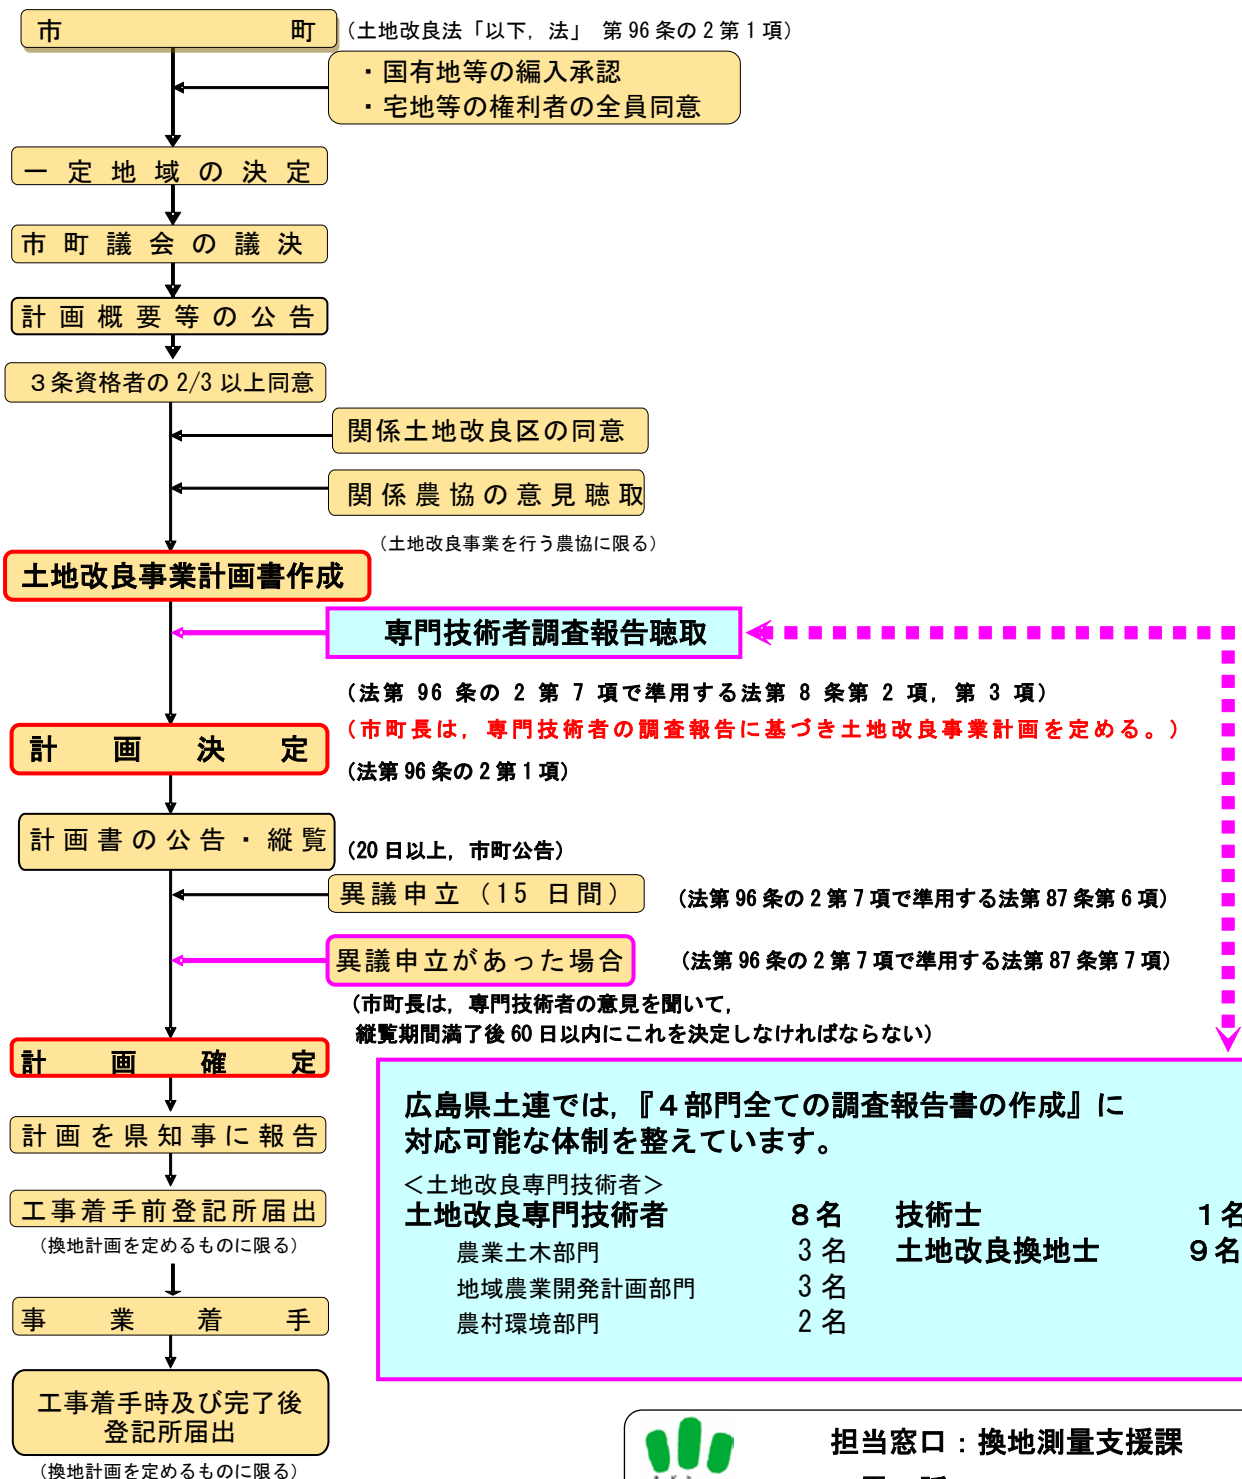 市　　　町
(土地改良法「以下，法」 第96条の2第1項)
・国有地等の編入承認
・宅地等の権利者の全員同意
一定地域の決定
市町議会の議決
計画概要等の公告
3条資格者の2/3以上同意
関係土地改良区の同意
関係農協の意見聴取
(土地改良事業を行う農協に限る)
土地改良事業計画書作成
専門技術者調査報告聴取
(法第 96 条の 2 第 7 項で準用する法第 8 条第 2 項，第 3 項)
(市町長は，専門技術者の調査報告に基づき土地改良事業計画を定める。)
計画決定
(法第96条の2第1項)
計画書の公告・縦覧
(20日以上，市町公告)
異議申立（15 日間）
(法第96条の2第7項で準用する法第87条第6項)
異議申立があった場合
(法第96条の2第7項で準用する法第87条第7項)
(市町長は，専門技術者の意見を聞いて，
縦覧期間満了後60日以内にこれを決定しなければならない)
計画確定
計画を県知事に報告
工事着手前登記所届出
(換地計画を定めるものに限る)
事業着手
工事着手時及び完了後
登記所届出
(換地計画を定めるものに限る)
広島県土連では，『４部門全ての調査報告書の作成』に
対応可能な体制を整えています。
＜土地改良専門技術者＞
土地改良専門技術者　８名　技術士　１名
農業土木部門　3名　土地改良換地士　９名
地域農業開発計画部門　3名
農村環境部門　2名
担当窓口：換地測量支援課